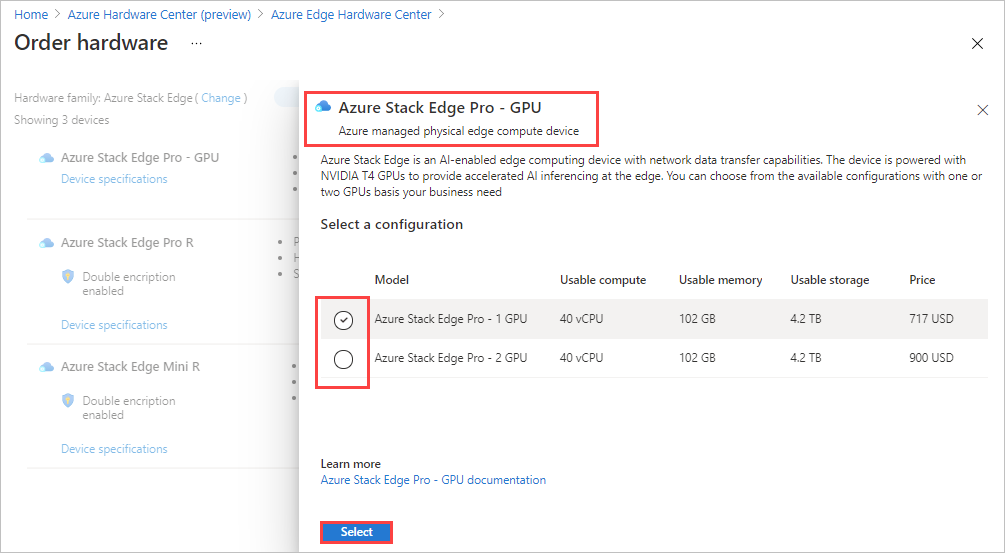 Home > Azure Hardware Center (preview) > Azure Edge Hardware Center >
Order hardware ...
Hardware family: Azure Stack Edge ( Change )
Showing 3 devices
Azure Stack Edge Pro - GPU
Device specifications
Azure Stack Edge Pro R
Double encription
enabled
Device specifications
Azure Stack Edge Mini R
Double encription
enabled
Device specifications
• P
• H
• S
Azure Stack Edge Pro - GPU
Azure managed physical edge compute device
Azure Stack Edge is an AI-enabled edge computing device with network data transfer capabilities. The device is powered with
NVIDIA T4 GPUs to provide accelerated AI inferencing at the edge. You can choose from the available configurations with one or
two GPUs basis your business need
Select a configuration
Model Usable compute Usable memory Usable storage Price
Azure Stack Edge Pro - 1 GPU 40 vCPU 102 GB 4.2 TB 717 USD
Azure Stack Edge Pro - 2 GPU 40 vCPU 102 GB 4.2 TB 900 USD
Learn more
Azure Stack Edge Pro - GPU documentation
Select